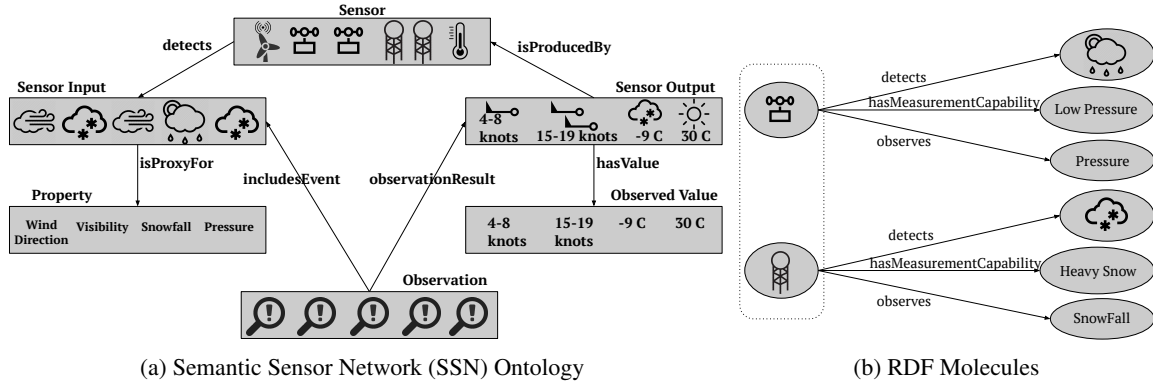 Sensor
detects
isProducedBy
Sensor Input
Sensor Output
4-8
knots
15-19 knots
-9 C
30 C
isProxyFor
includesEvent
observationResult
hasValue
Property
Observed Value
Wind
Direction
Visibility
Snowfall
Pressure
4-8
knots
15-19
knots
-9 C
30 C
Observation
(a) Semantic Sensor Network (SSN) Ontology
detects
hasMeasurementCapability
Low Pressure
observes
Pressure
detects
hasMeasurementCapability
Heavy Snow
observes
SnowFall
(b) RDF Molecules